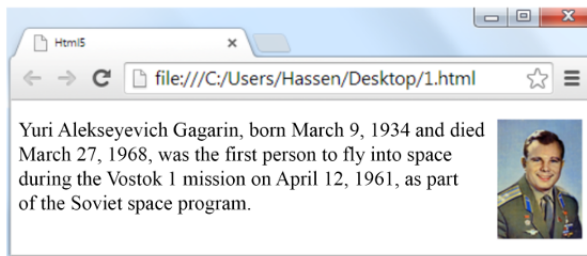 Html5
file:///C:/Users/Hassen/Desktop/1.html
Yuri Alekseyevich Gagarin, born March 9, 1934 and died
March 27, 1968, was the first person to fly into space
during the Vostok 1 mission on April 12, 1961, as part
of the Soviet space program.